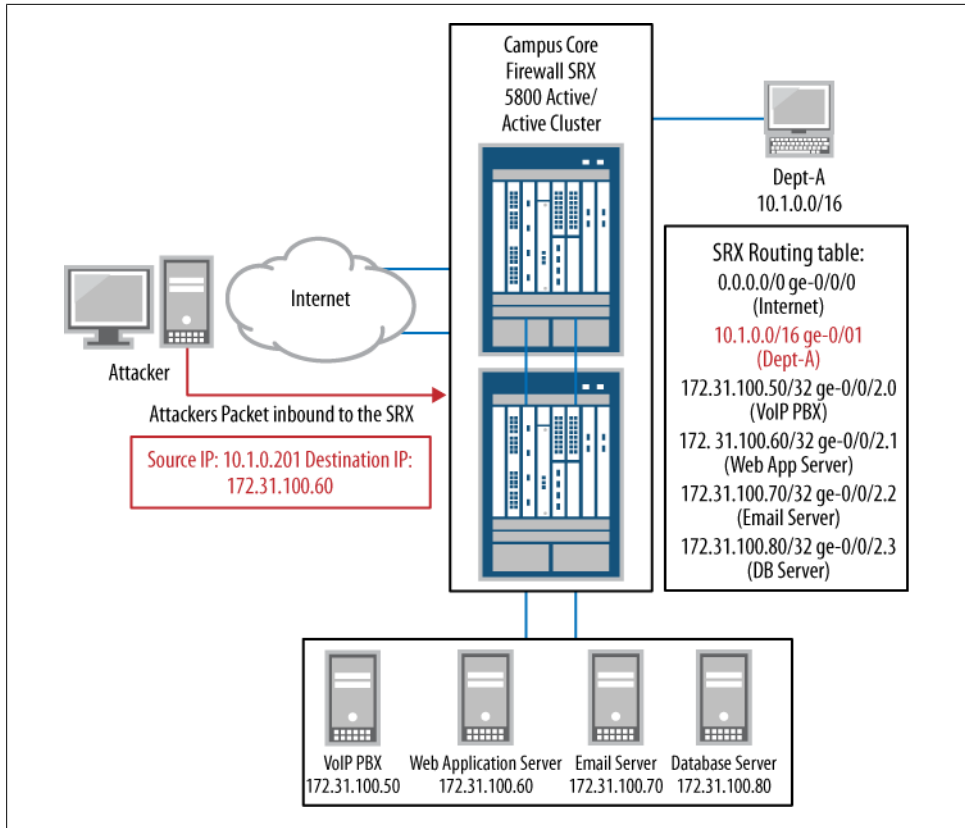 Campus Core
Firewall SRX
5800 Active/
Active Cluster
Dept-A
10.1.0.0/16
Internet
Attacker
Attackers Packet inbound to the SRX
Source IP: 10.1.0.201 Destination IP:
172.31.100.60
SRX Routing table:
0.0.0.0/0 ge-0/0/0
(Internet)
10.1.0.0/16 ge-0/01
(Dept-A)
172.31.100.50/32 ge-0/0/2.0
(VoIP PBX)
172. 31.100.60/32 ge-0/0/2.1
(Web App Server)
172.31.100.70/32 ge-0/0/2.2
(Email Server)
172.31.100.80/32 ge-0/0/2.3
(DB Server)
VoIP PBX
172.31.100.50
Web Application Server
172.31.100.60
Email Server
172.31.100.70
Database Server
172.31.100.80